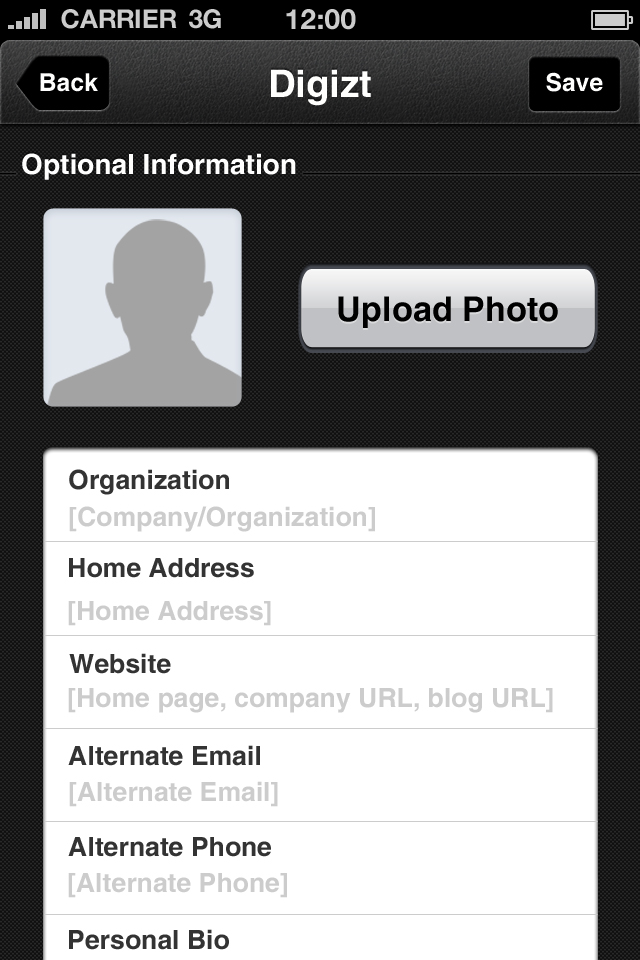 CARRIER 3G 12:00
Back Digizt Save
Optional Information
Upload Photo
Organization
[Company/Organization]
Home Address
[Home Address]
Website
[Home page, company URL, blog URL]
Alternate Email
[Alternate Email]
Alternate Phone
[Alternate Phone]
Personal Bio